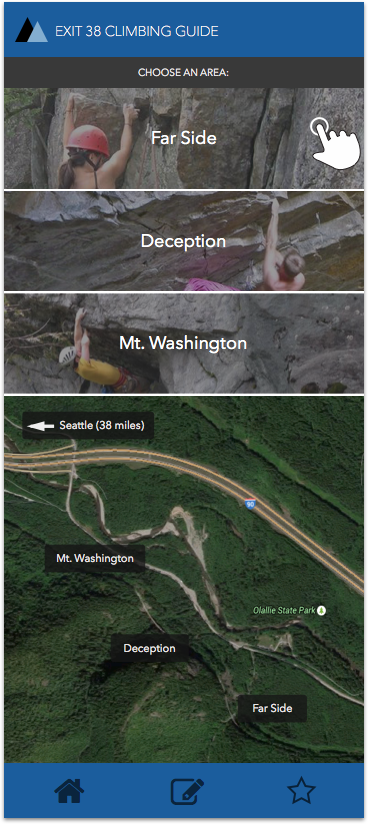 EXIT 38 CLIMBING GUIDE
CHOOSE AN AREA:
Far Side
Deception
Mt. Washington
Seattle (38 miles)
90
Mt. Washington
Olallie State Park
Deception
Far Side